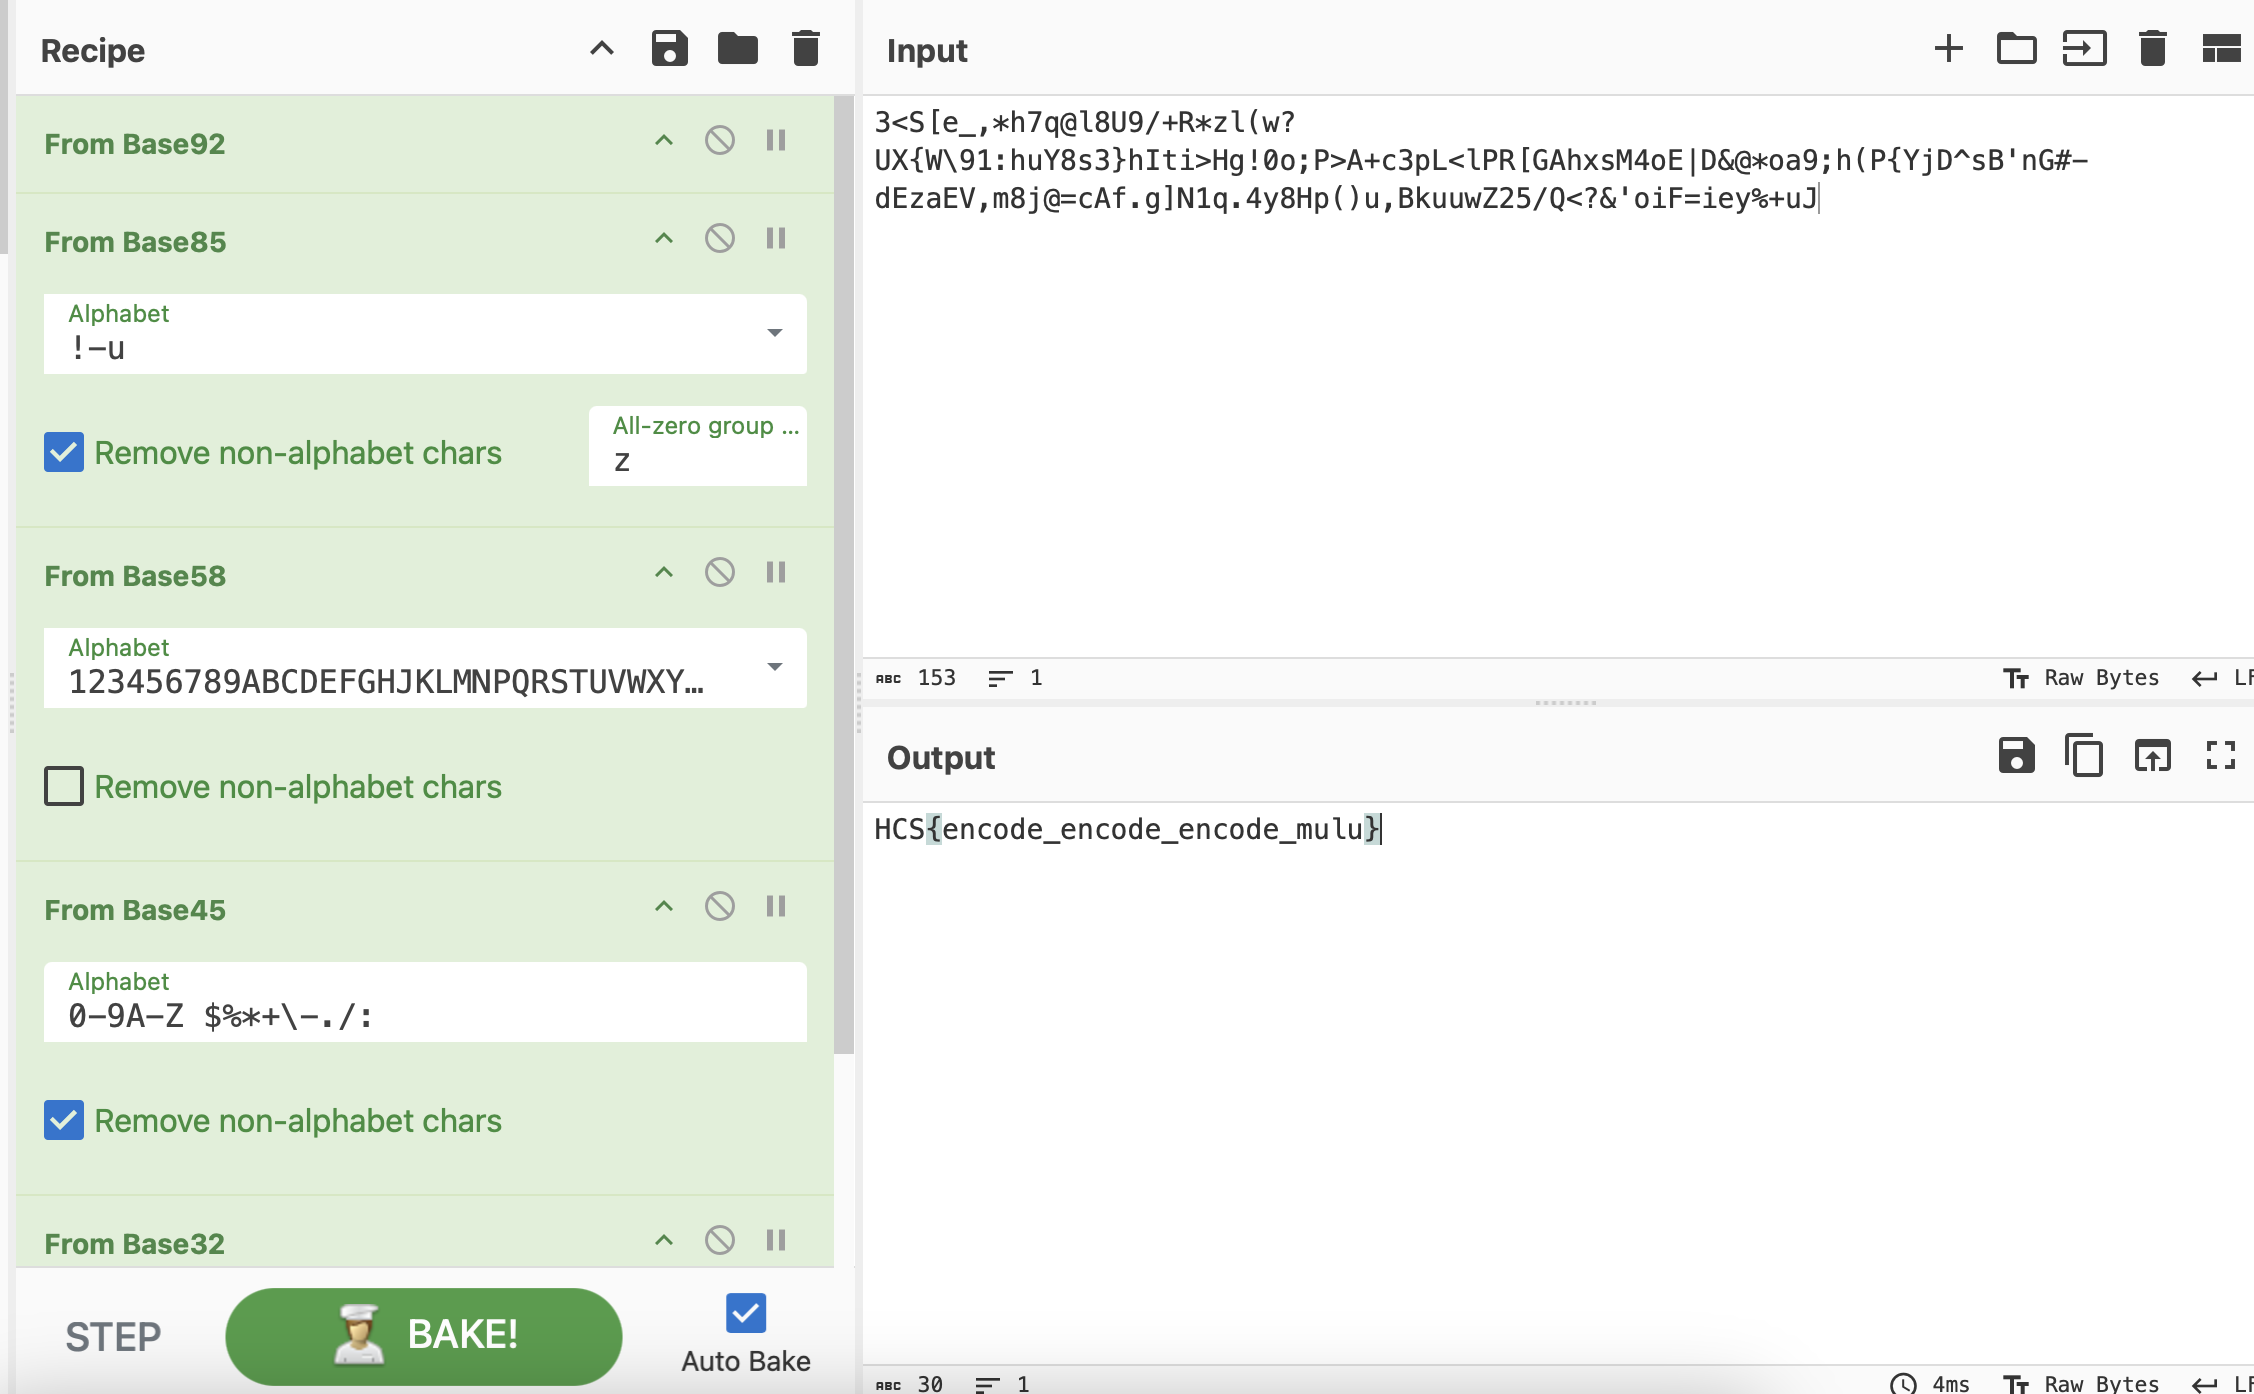 Recipe
From Base92
From Base85
Alphabet
!-u
Remove non-alphabet chars
All-zero group ...
z
From Base58
Alphabet
123456789ABCDEFGHJKLMNPQRSTUVWXY…
Remove non-alphabet chars
From Base45
Alphabet
0-9A-Z $%*+\-./:
Remove non-alphabet chars
From Base32
STEP
BAKE!
Auto Bake
Input
3<S[e_,*h7q@l8U9/+R*zl(w?
UX{W\91:huY8s3}hIti>Hg!0o;P>A+c3pL<lPR[GAhxsM4oE|D&@*oa9;h(P{YjD^sB'nG#-
dEzaEV,m8j@=cAf.g]N1q.4y8Hp()u,BkuuwZ25/Q<?&'oiF=iey%+uJ
ABC 153 1
Tt Raw Bytes LF
Output
HCS{encode_encode_encode_mulu}
ABC 30 1
4ms Tt Raw Bytes LF